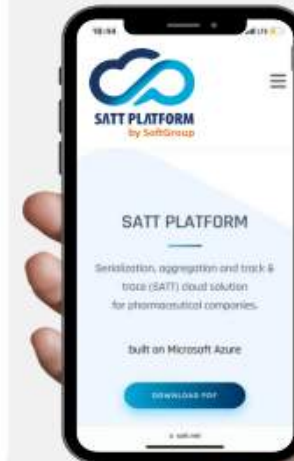 SATT PLATFORM
by SoftGroup
SATT PLATFORM
Serialization, aggregation and track &
trace (SATT) cloud solution
for pharmaceutical companies.
built on Microsoft Azure
DOWNLOAD PDF